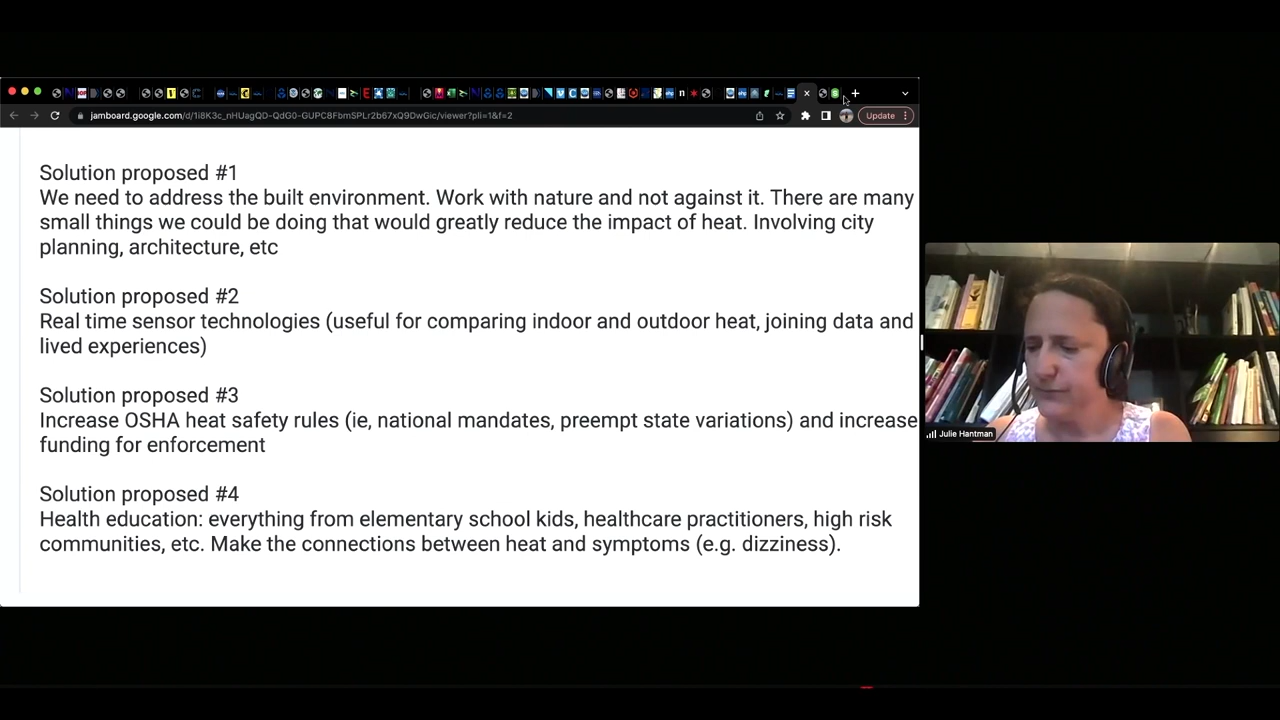 jamboard.google.com/d/1i8K3c_nHUagQD-QdG0-GUPC8FbmSPLr2b67xQ9DwGic/viewer?pli=1&f=2
Update
Solution proposed #1
We need to address the built environment. Work with nature and not against it. There are many
small things we could be doing that would greatly reduce the impact of heat. Involving city
planning, architecture, etc
Solution proposed #2
Real time sensor technologies (useful for comparing indoor and outdoor heat, joining data and
lived experiences)
Solution proposed #3
Increase OSHA heat safety rules (ie, national mandates, preempt state variations) and increase
funding for enforcement
Solution proposed #4
Health education: everything from elementary school kids, healthcare practitioners, high risk
communities, etc. Make the connections between heat and symptoms (e.g. dizziness).
Julie Hantman